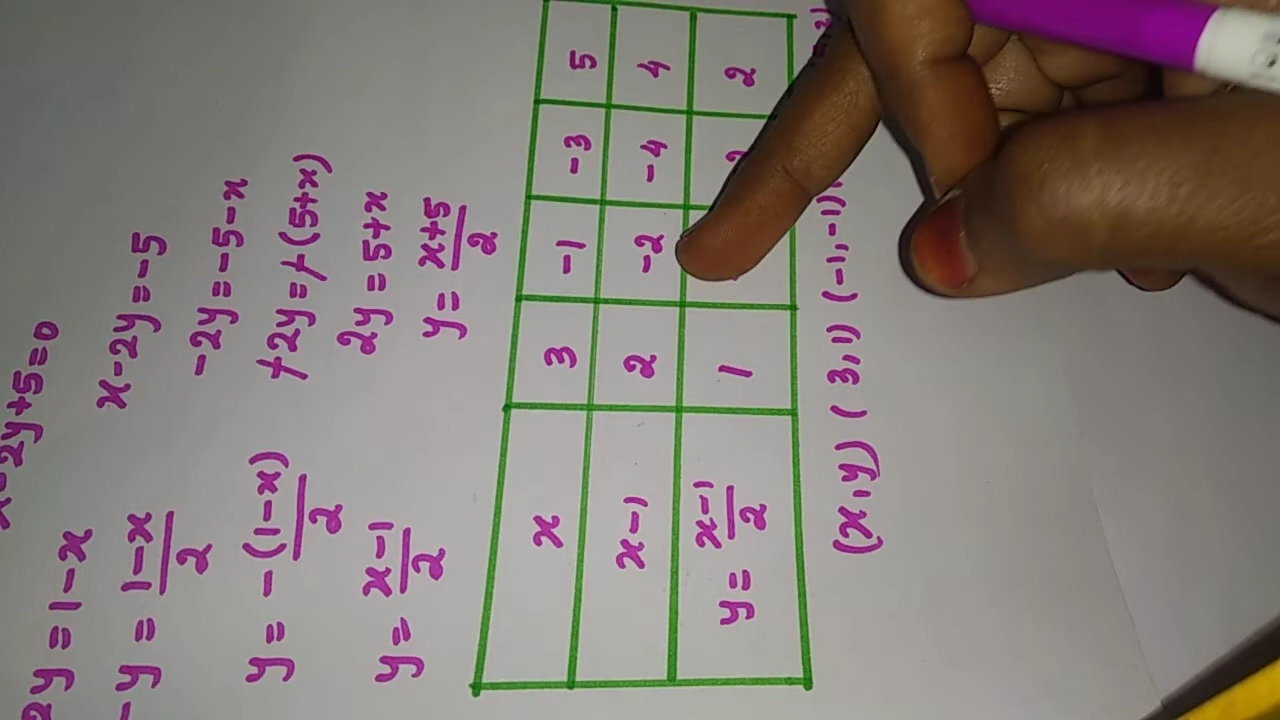 x-2y+5=0
2y = 1-x
-y = 1-x/2
y = -(1-x)/2
y = x-1/2
x-2y=-5
-2y=-5-x
+2y=+(5+x)
2y=5+x
y = x+5/2
x 3 -1 -3 5
x-1 2 -2 -4 4
y = x-1/2 1 2
(x,y) (3,1) (-1,-1)